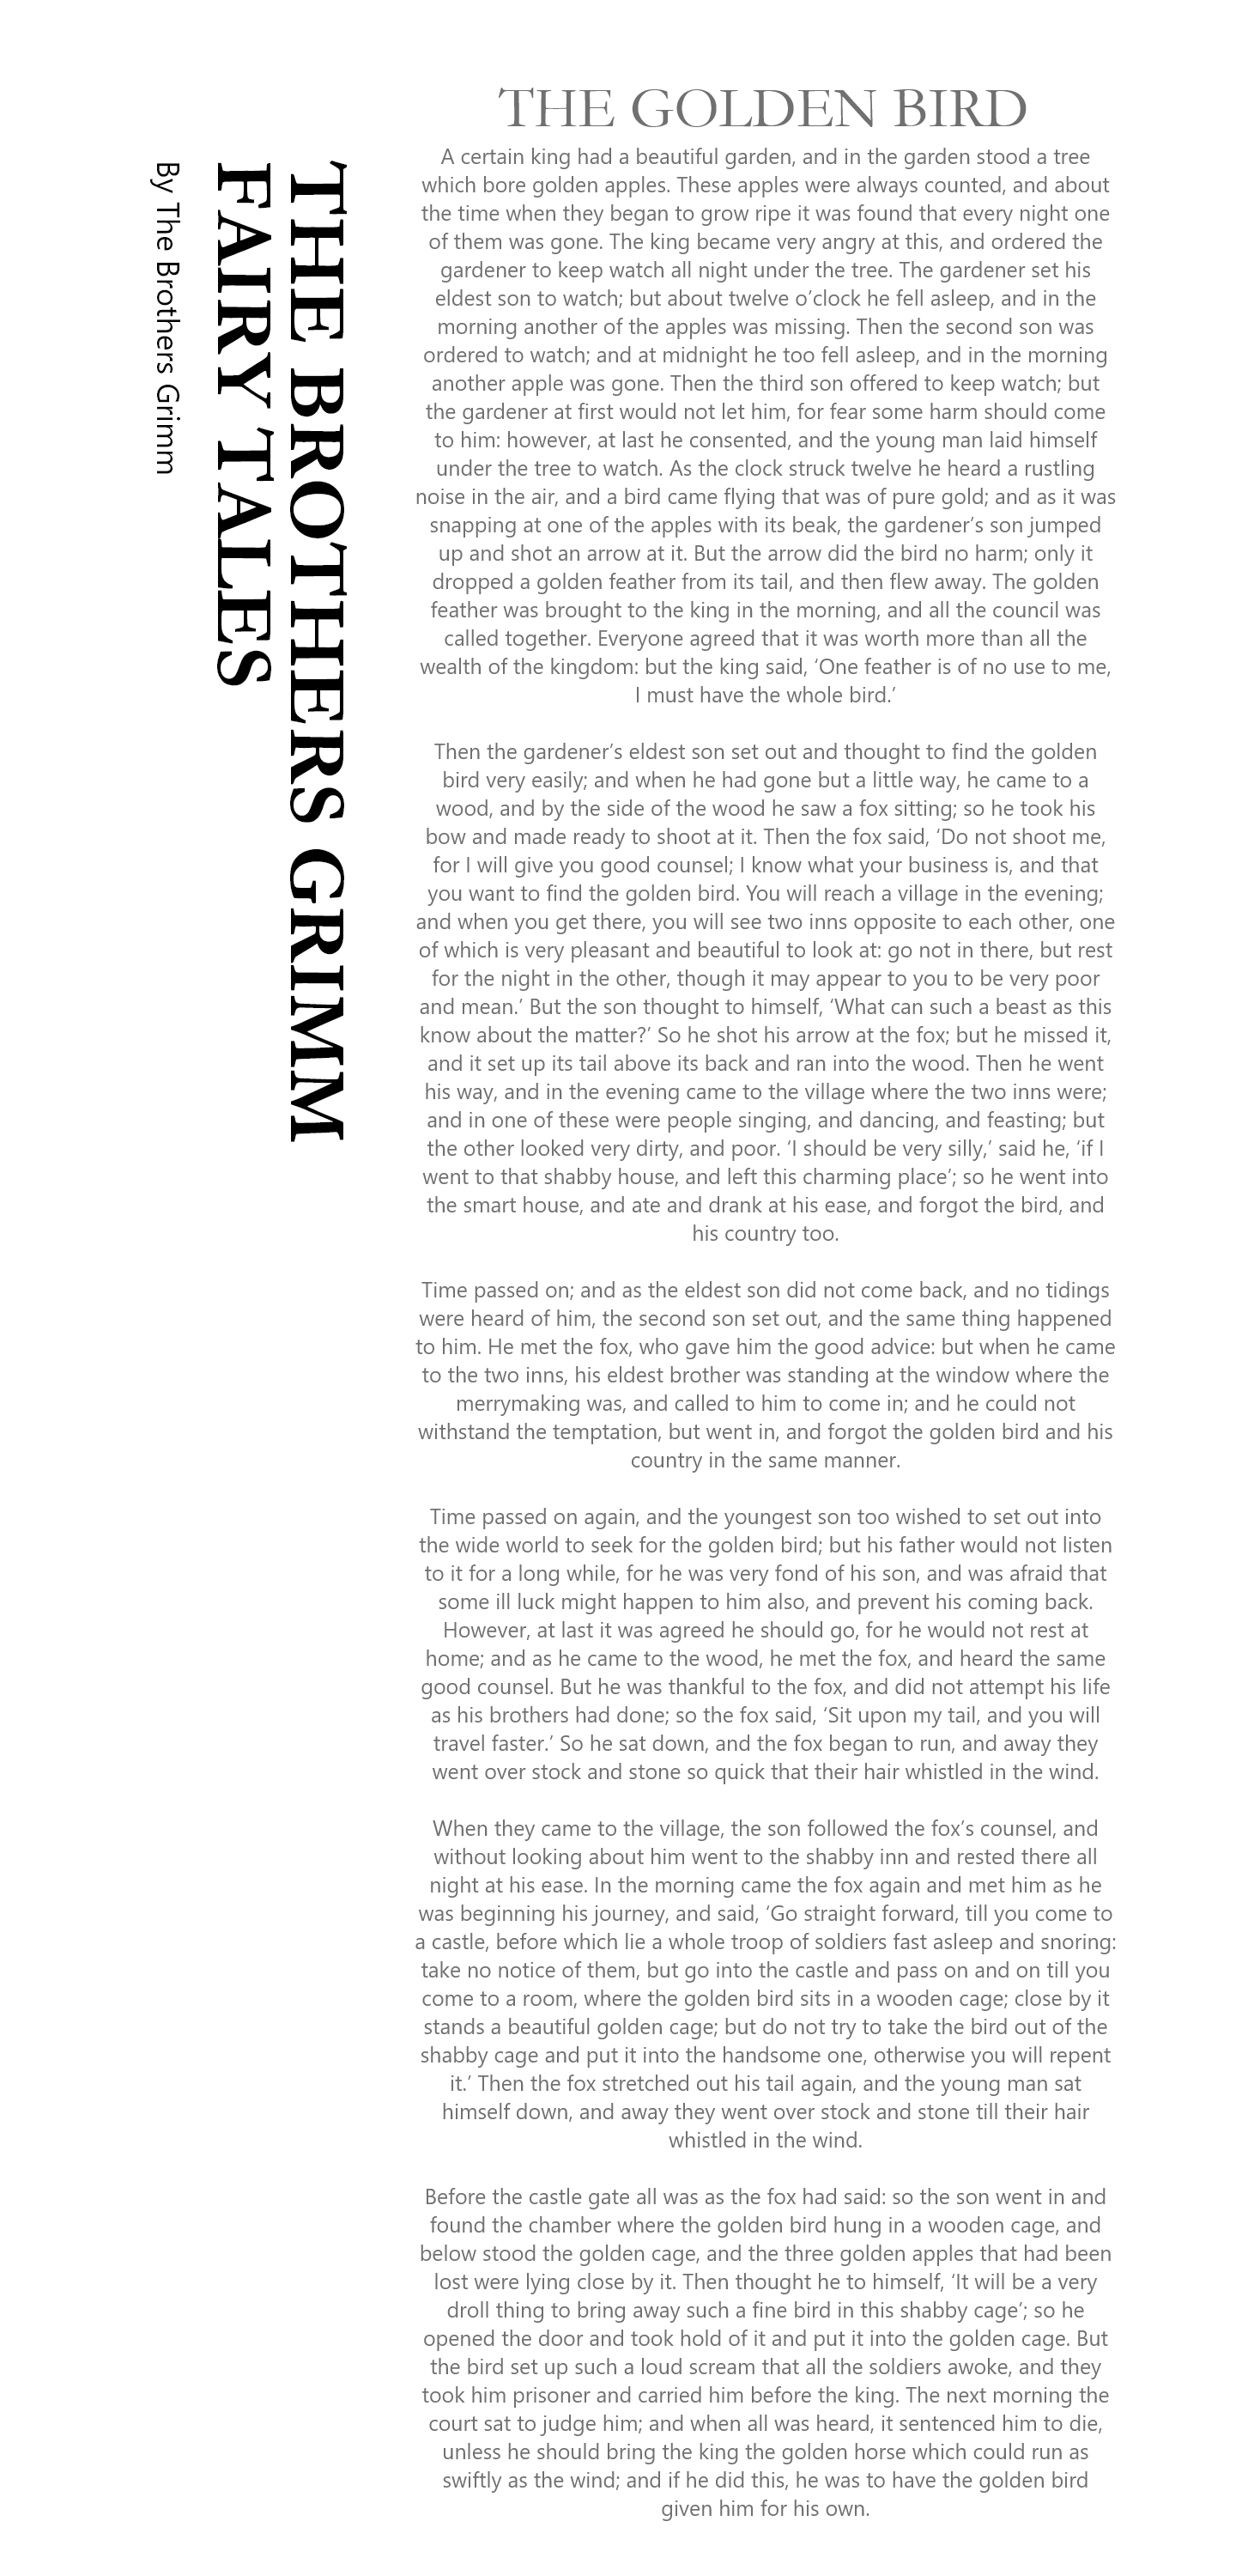 THE BROTHERS GRIMM
FAIRY TALES
By The Brothers Grimm
THE GOLDEN BIRD
A certain king had a beautiful garden, and in the garden stood a tree
which bore golden apples. These apples were always counted, and about
the time when they began to grow ripe it was found that every night one
of them was gone. The king became very angry at this, and ordered the
gardener to keep watch all night under the tree. The gardener set his
eldest son to watch; but about twelve o’clock he fell asleep, and in the
morning another of the apples was missing. Then the second son was
ordered to watch; and at midnight he too fell asleep, and in the morning
another apple was gone. Then the third son offered to keep watch; but
the gardener at first would not let him, for fear some harm should come
to him: however, at last he consented, and the young man laid himself
under the tree to watch. As the clock struck twelve he heard a rustling
noise in the air, and a bird came flying that was of pure gold; and as it was
snapping at one of the apples with its beak, the gardener’s son jumped
up and shot an arrow at it. But the arrow did the bird no harm; only it
dropped a golden feather from its tail, and then flew away. The golden
feather was brought to the king in the morning, and all the council was
called together. Everyone agreed that it was worth more than all the
wealth of the kingdom: but the king said, ‘One feather is of no use to me,
I must have the whole bird.’
Then the gardener’s eldest son set out and thought to find the golden
bird very easily; and when he had gone but a little way, he came to a
wood, and by the side of the wood he saw a fox sitting; so he took his
bow and made ready to shoot at it. Then the fox said, ‘Do not shoot me,
for I will give you good counsel; I know what your business is, and that
you want to find the golden bird. You will reach a village in the evening;
and when you get there, you will see two inns opposite to each other, one
of which is very pleasant and beautiful to look at: go not in there, but rest
for the night in the other, though it may appear to you to be very poor
and mean.’ But the son thought to himself, ‘What can such a beast as this
know about the matter?’ So he shot his arrow at the fox; but he missed it,
and it set up its tail above its back and ran into the wood. Then he went
his way, and in the evening came to the village where the two inns were;
and in one of these were people singing, and dancing, and feasting; but
the other looked very dirty, and poor. ‘I should be very silly,’ said he, ‘if I
went to that shabby house, and left this charming place’; so he went into
the smart house, and ate and drank at his ease, and forgot the bird, and
his country too.
Time passed on; and as the eldest son did not come back, and no tidings
were heard of him, the second son set out, and the same thing happened
to him. He met the fox, who gave him the good advice: but when he came
to the two inns, his eldest brother was standing at the window where the
merrymaking was, and called to him to come in; and he could not
withstand the temptation, but went in, and forgot the golden bird and his
country in the same manner.
Time passed on again, and the youngest son too wished to set out into
the wide world to seek for the golden bird; but his father would not listen
to it for a long while, for he was very fond of his son, and was afraid that
some ill luck might happen to him also, and prevent his coming back.
However, at last it was agreed he should go, for he would not rest at
home; and as he came to the wood, he met the fox, and heard the same
good counsel. But he was thankful to the fox, and did not attempt his life
as his brothers had done; so the fox said, ‘Sit upon my tail, and you will
travel faster.’ So he sat down, and the fox began to run, and away they
went over stock and stone so quick that their hair whistled in the wind.
When they came to the village, the son followed the fox’s counsel, and
without looking about him went to the shabby inn and rested there all
night at his ease. In the morning came the fox again and met him as he
was beginning his journey, and said, ‘Go straight forward, till you come to
a castle, before which lie a whole troop of soldiers fast asleep and snoring:
take no notice of them, but go into the castle and pass on and on till you
come to a room, where the golden bird sits in a wooden cage; close by it
stands a beautiful golden cage; but do not try to take the bird out of the
shabby cage and put it into the handsome one, otherwise you will repent
it.’ Then the fox stretched out his tail again, and the young man sat
himself down, and away they went over stock and stone till their hair
whistled in the wind.
Before the castle gate all was as the fox had said: so the son went in and
found the chamber where the golden bird hung in a wooden cage, and
below stood the golden cage, and the three golden apples that had been
lost were lying close by it. Then thought he to himself, ‘It will be a very
droll thing to bring away such a fine bird in this shabby cage’; so he
opened the door and took hold of it and put it into the golden cage. But
the bird set up such a loud scream that all the soldiers awoke, and they
took him prisoner and carried him before the king. The next morning the
court sat to judge him; and when all was heard, it sentenced him to die,
unless he should bring the king the golden horse which could run as
swiftly as the wind; and if he did this, he was to have the golden bird
given him for his own.